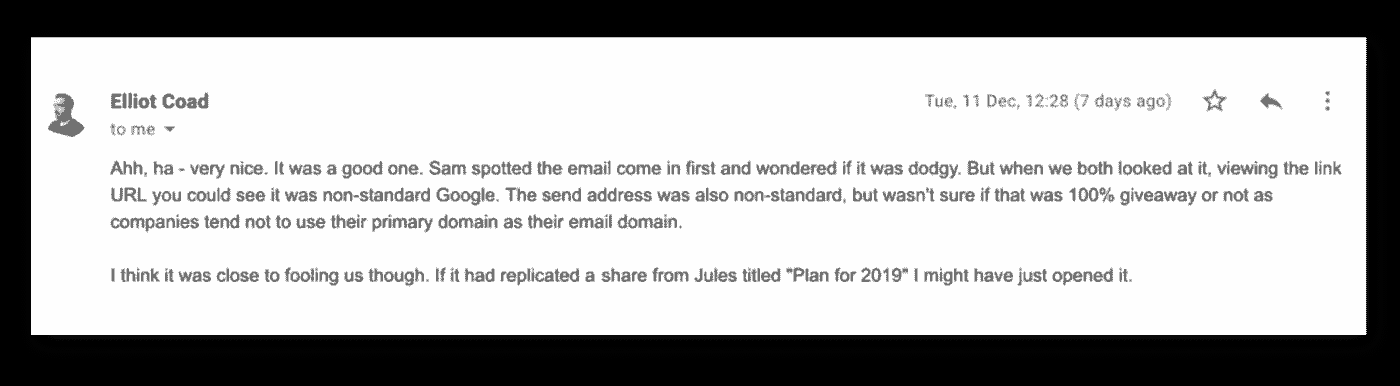 Elliot Coad
Tue, 11 Dec, 12:28 (7 days ago)
to me
Ahh, ha - very nice. It was a good one. Sam spotted the email come in first and wondered if it was dodgy. But when we both looked at it, viewing the link
URL you could see it was non-standard Google. The send address was also non-standard, but wasn't sure if that was 100% giveaway or not as
companies tend not to use their primary domain as their email domain.
I think it was close to fooling us though. If it had replicated a share from Jules titled "Plan for 2019" I might have just opened it.